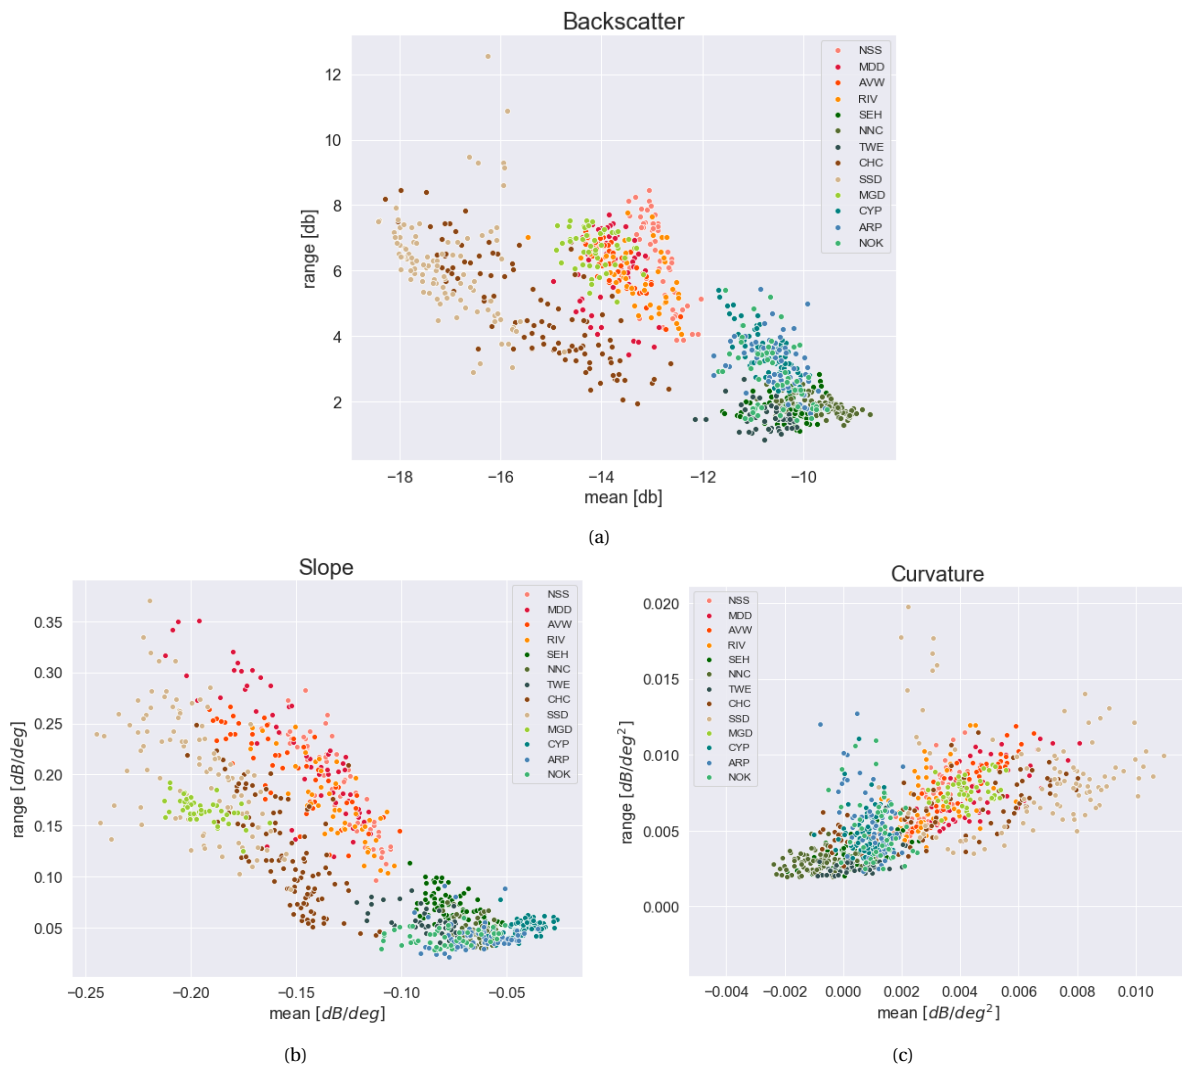 Backscatter
range [db]
12
10
8
6
4
2
NSS
MDD
AVW
RIV
SEH
NNC
TWE
CHC
SSD
MGD
CYP
ARP
NOK
−18
−16
−14
−12
−10
mean [db]
(a)
Slope
range [dB/deg]
0.35
0.30
0.25
0.20
0.15
0.10
0.05
NSS
MDD
AVW
RIV
SEH
NNC
TWE
CHC
SSD
MGD
CYP
ARP
NOK
−0.25
−0.20
−0.15
−0.10
−0.05
mean [dB/deg]
(b)
Curvature
range [dB/deg²]
0.020
0.015
0.010
0.005
0.000
NSS
MDD
AVW
RIV
SEH
NNC
TWE
CHC
SSD
MGD
CYP
ARP
NOK
−0.004
−0.002
0.000
0.002
0.004
0.006
0.008
0.010
mean [dB/deg²]
(c)